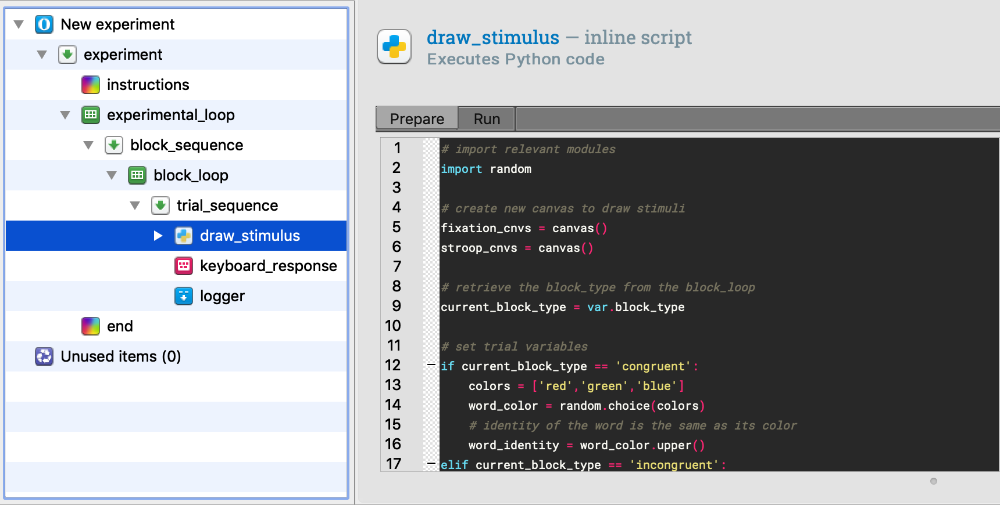 New experiment
experiment
instructions
experimental_loop
block_sequence
block_loop
trial_sequence
draw_stimulus
keyboard_response
logger
end
Unused items (0)
draw_stimulus — inline script
Executes Python code
Prepare Run
1 # import relevant modules
2 import random
3
4 # create new canvas to draw stimuli
5 fixation_cnvs = canvas()
6 stroop_cnvs = canvas()
7
8 # retrieve the block_type from the block_loop
9 current_block_type = var.block_type
10
11 # set trial variables
12 if current_block_type == 'congruent':
13     colors = ['red','green','blue']
14     word_color = random.choice(colors)
15     # identity of the word is the same as its color
16     word_identity = word_color.upper()
17 elif current_block_type == 'incongruent':